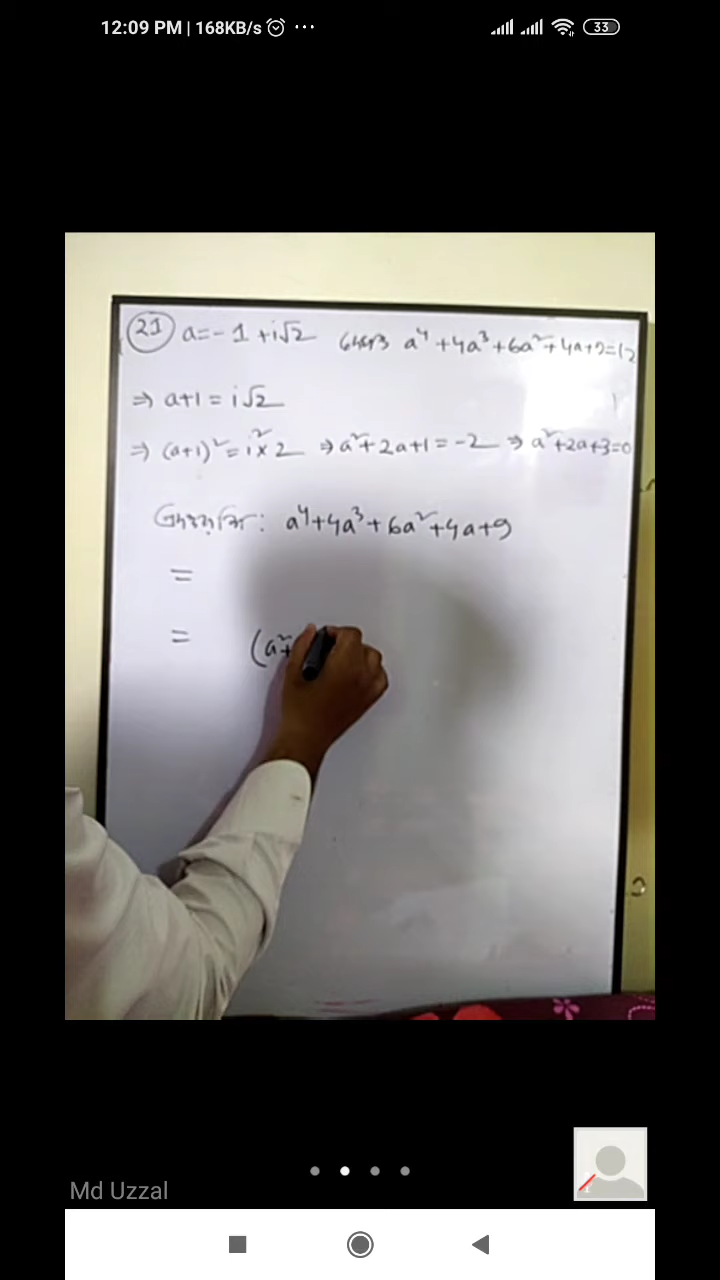 12:09 PM | 168KB/s ...
33
21 a=-1+i√2 a⁴+4a³+6a²+4a+9=12
⇒ a+1=i√2
⇒ (a+1)²=i²×2 ⇒a²+2a+1=-2 ⇒ a²+2a+3=0
: a⁴+4a³+6a²+4a+9
=
= (a²+
Md Uzzal